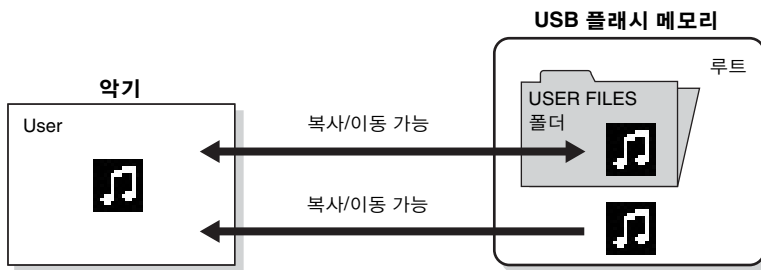 USB 플래시 메모리
루트
악기
USER FILES
폴더
User
복사/이동 가능
복사/이동 가능